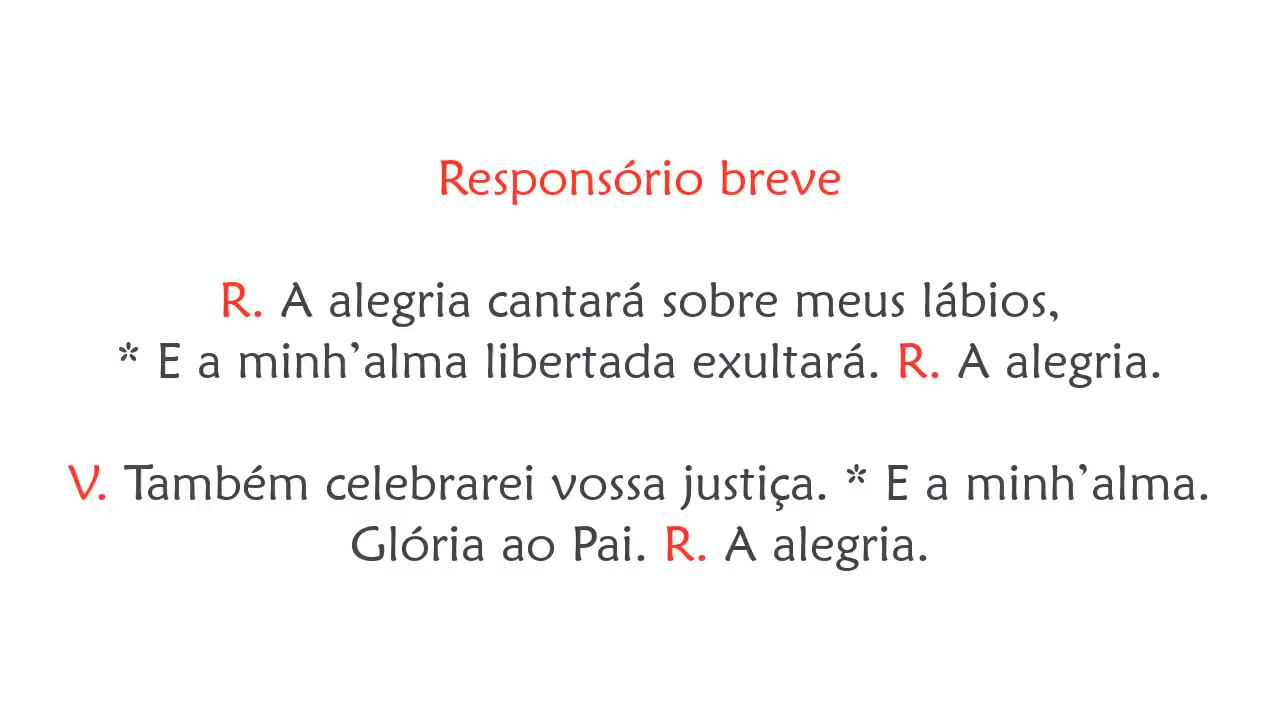 Responsório breve
R. A alegria cantará sobre meus lábios,
* E a minh’alma libertada exultará. R. A alegria.
V. Também celebrarei vossa justiça. * E a minh’alma.
Glória ao Pai. R. A alegria.